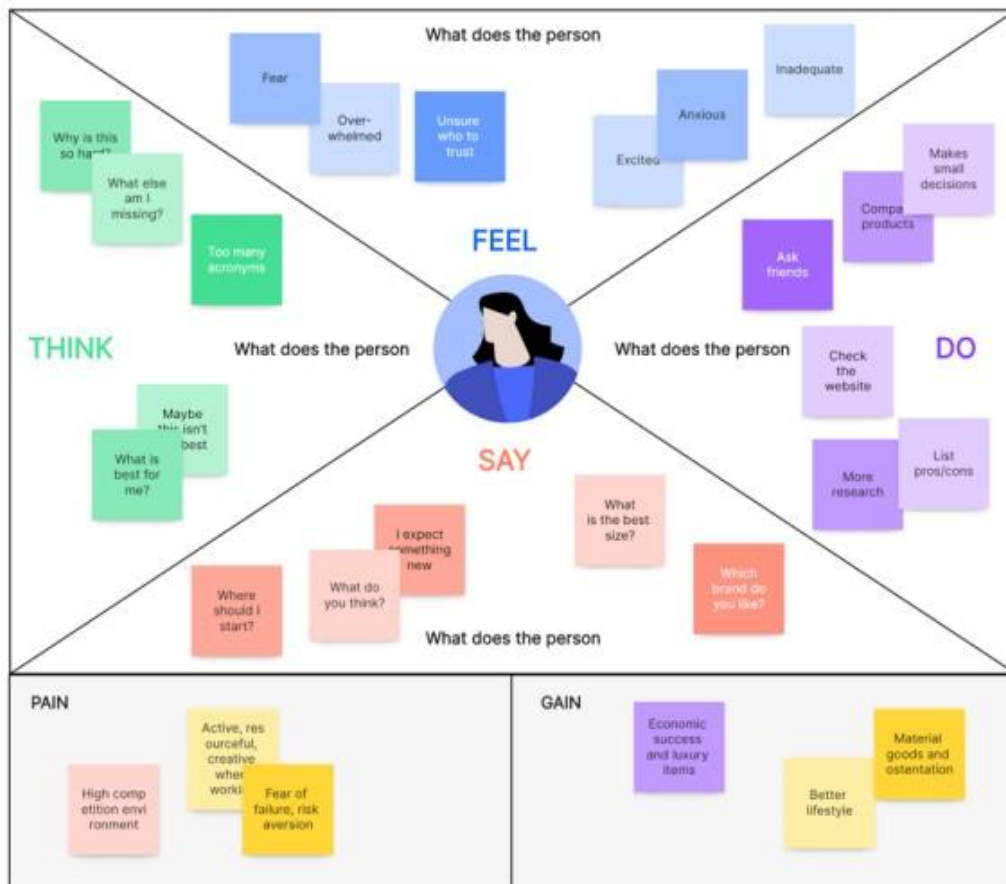 What does the person
Fear
Over-
whelmed
Unsure
who to
trust
Excited
Anxious
Inadequate
FEEL
Why is this
so hard?
What else
am I
missing?
Too many
acronyms
THINK
What does the person
Maybe
this isn't
best
What is
best for
me?
Makes
small
decisions
products
Ask
friends
What does the person
DO
Check
the
website
More
research
List
pros/cons
SAY
I expect
something
new
What do
you think?
Where
should I
start?
What
is the best
size?
Which
brand do
you like?
What does the person
PAIN
High comp
etition envi
ronment
Active, res
ourceful,
creative
when
Fear of
failure, risk
aversion
GAIN
Economic
success
and luxury
items
Better
lifestyle
Material
goods and
ostentation